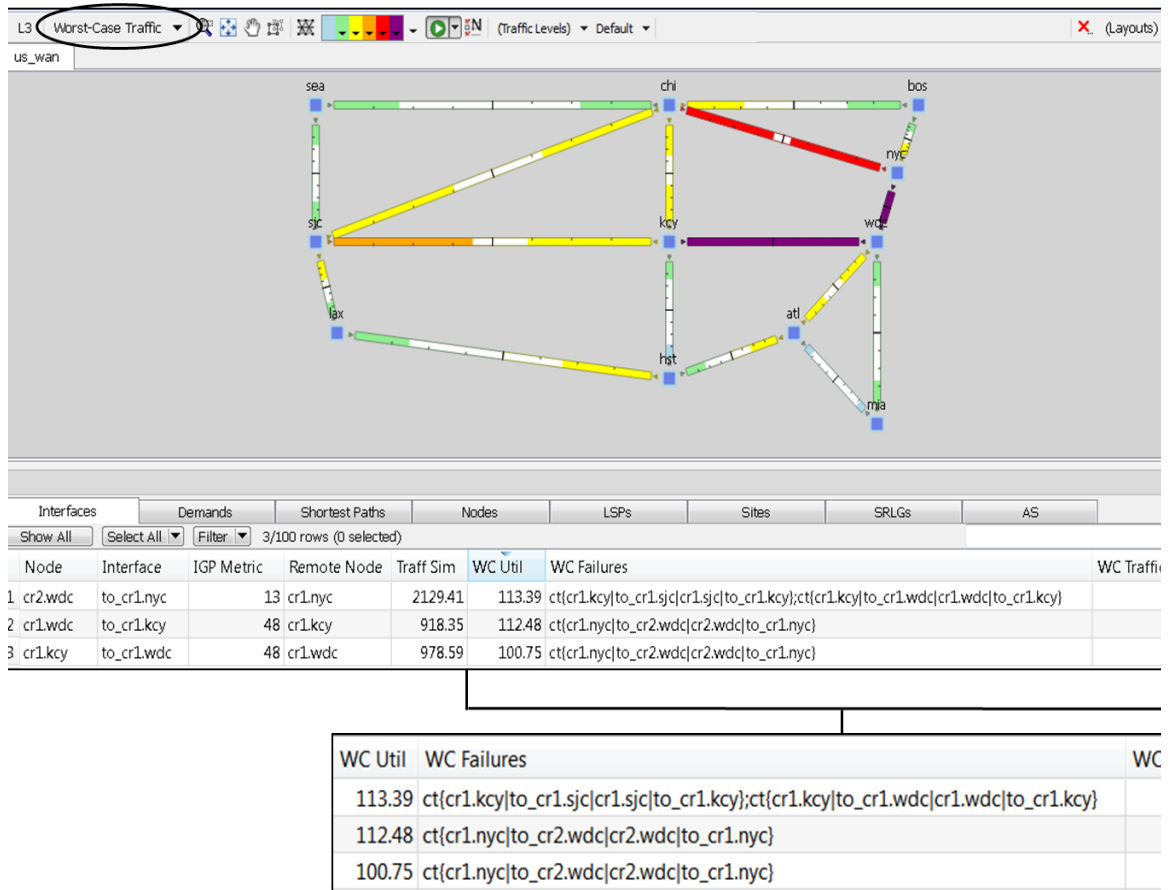 L3 Worst-Case Traffic (Traffic Levels) Default (Layouts)
us_wan
sea chi bos
nyc
sjc kcy wdc
lax atl
hst
mia
Interfaces Demands Shortest Paths Nodes LSPs Sites SRLGs AS
Show All Select All Filter 3/100 rows (0 selected)
Node Interface IGP Metric Remote Node Traff Sim WC Util WC Failures WC Traffic
1 cr2.wdc to_cr1.nyc 13 cr1.nyc 2129.41 113.39 ct{cr1.kcy|to_cr1.sjc|cr1.sjc|to_cr1.kcy};ct{cr1.kcy|to_cr1.wdc|cr1.wdc|to_cr1.kcy}
2 cr1.wdc to_cr1.kcy 48 cr1.kcy 918.35 112.48 ct{cr1.nyc|to_cr2.wdc|cr2.wdc|to_cr1.nyc}
3 cr1.kcy to_cr1.wdc 48 cr1.wdc 978.59 100.75 ct{cr1.nyc|to_cr2.wdc|cr2.wdc|to_cr1.nyc}
WC Util WC Failures WC
113.39 ct{cr1.kcy|to_cr1.sjc|cr1.sjc|to_cr1.kcy};ct{cr1.kcy|to_cr1.wdc|cr1.wdc|to_cr1.kcy}
112.48 ct{cr1.nyc|to_cr2.wdc|cr2.wdc|to_cr1.nyc}
100.75 ct{cr1.nyc|to_cr2.wdc|cr2.wdc|to_cr1.nyc}